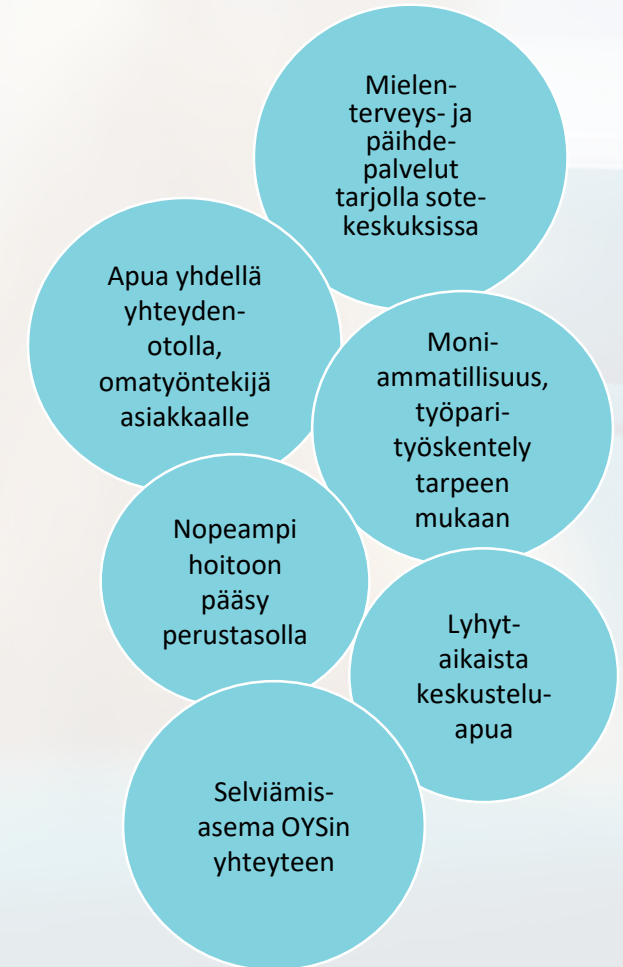 Mielen-
terveys- ja
päihde-
palvelut
tarjolla sote-
keskuksissa
Apua yhdellä
yhteyden-
otolla,
omatyöntekijä
asiakkaalle
Moni-
ammatillisuus,
työpari-
työskentely
tarpeen
mukaan
Nopeampi
hoitoon
pääsy
perustasolla
Lyhyt-
aikaista
keskustelu-
apua
Selviämis-
asema OYSin
yhteyteen